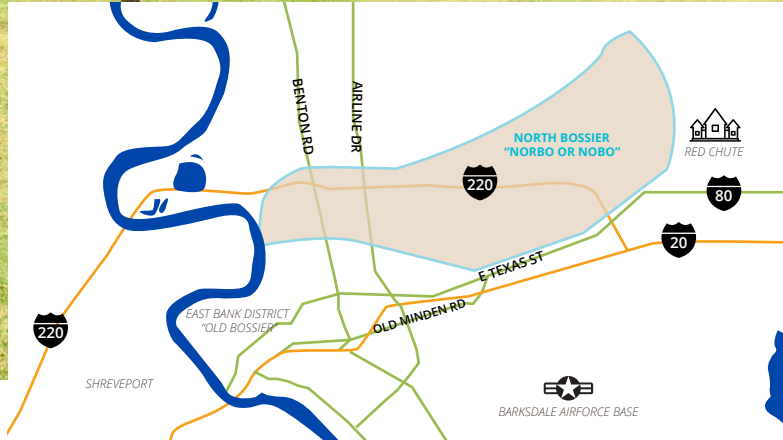 BENTON RD
AIRLINE DR
NORTH BOSSIER
“NORBO OR NOBO”
RED CHUTE
220
80
20
E TEXAS ST
EAST BANK DISTRICT
“OLD BOSSIER”
OLD MINDEN RD
220
SHREVEPORT
BARKSDALE AIRFORCE BASE